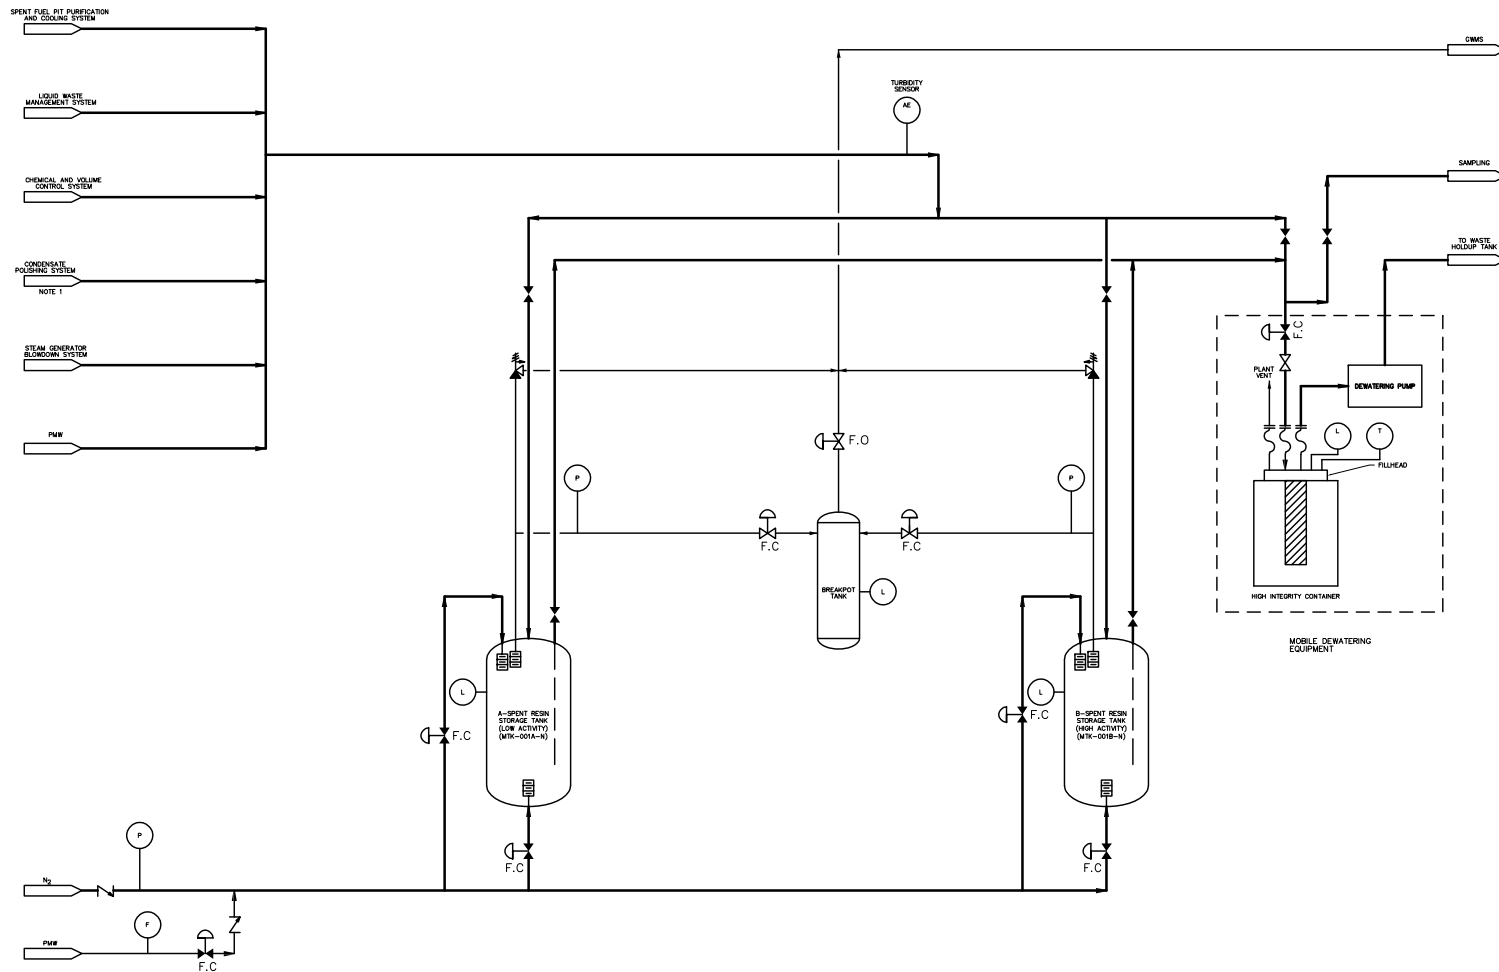 SPENT FUEL PIT PURIFICATION
AND COOLING SYSTEM
GWMS
TURBIDITY
SENSOR
AE
LIQUID WASTE
MANAGEMENT SYSTEM
SAMPLING
CHEMICAL AND VOLUME
CONTROL SYSTEM
TO WASTE
HOLDUP TANK
CONDENSATE
POLISHING SYSTEM
NOTE 1
F.C
STEAM GENERATOR
BLOWDOWN SYSTEM
PLANT
VENT
DEWATERING PUMP
PMW
F.O
L
T
FILLHEAD
P
P
F.C
F.C
BREAKPOT
TANK
L
HIGH INTEGRITY CONTAINER
MOBILE DEWATERING
EQUIPMENT
L
A-SPENT RESIN
STORAGE TANK
(LOW ACTIVITY)
(MTK-001A-N)
L
B-SPENT RESIN
STORAGE TANK
(HIGH ACTIVITY)
(MTK-001B-N)
F.C
F.C
P
F.C
F.C
N2
F
PMW
F.C